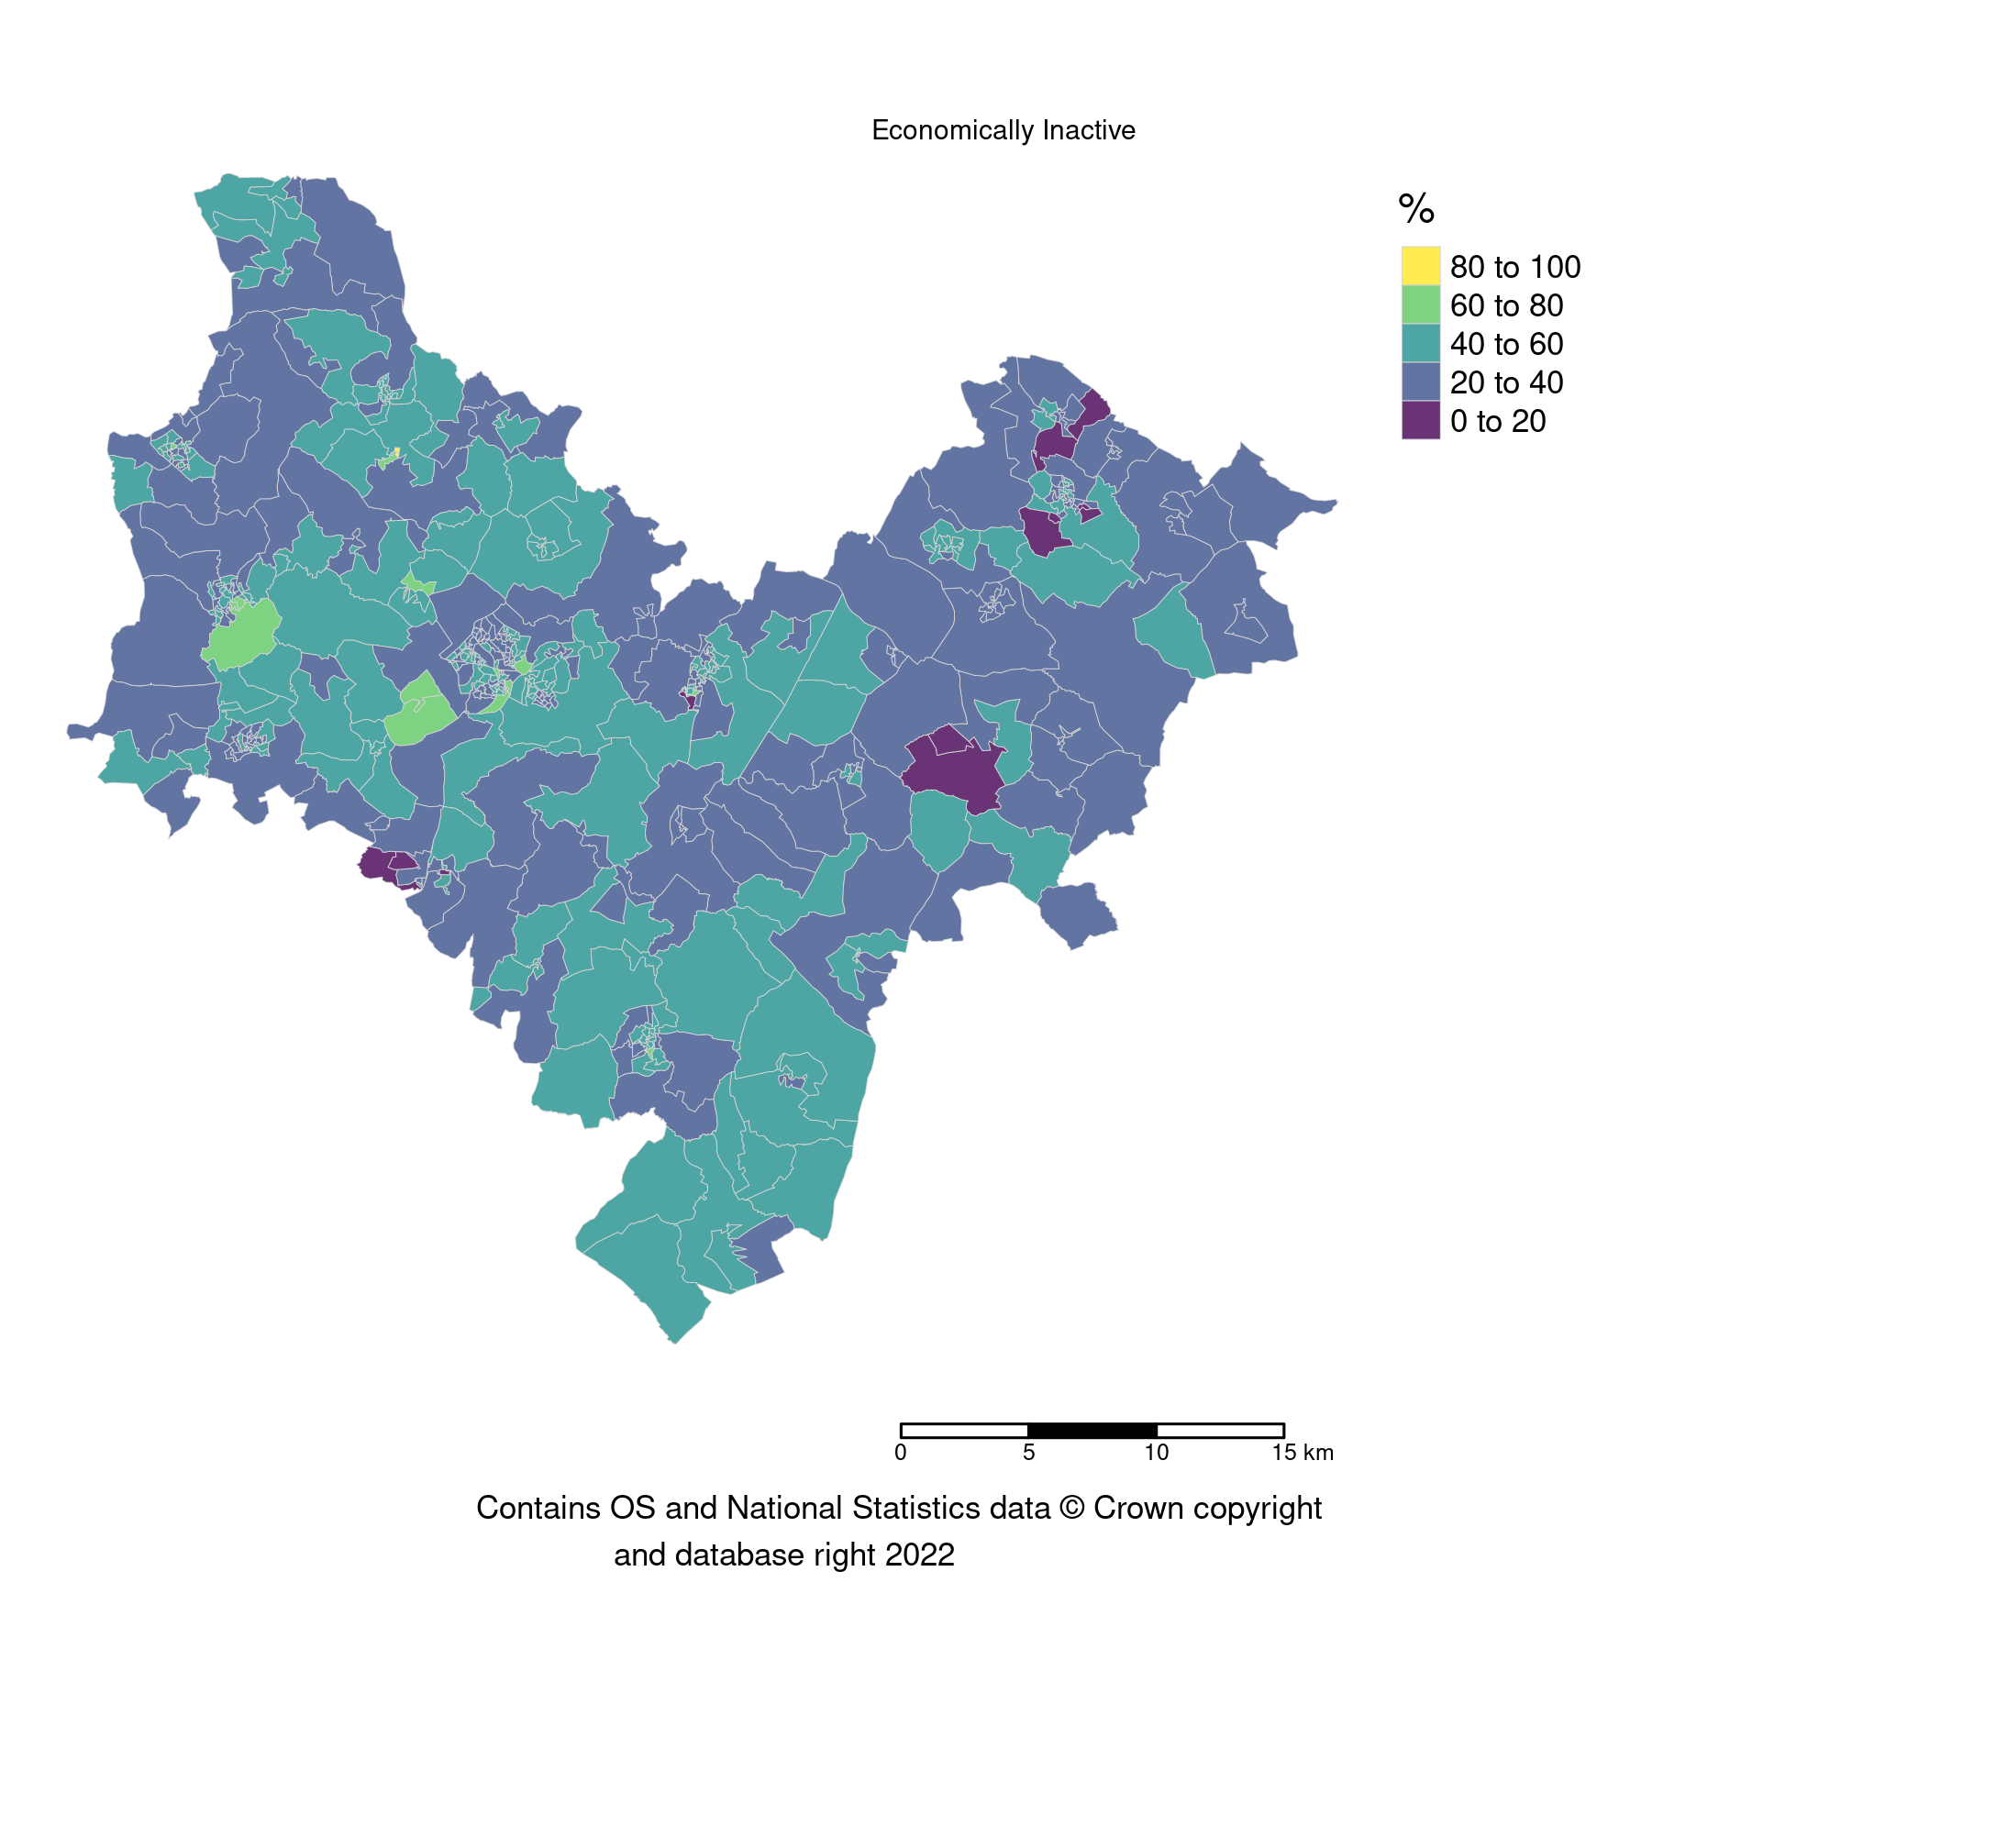 Economically Inactive
%
80 to 100
60 to 80
40 to 60
20 to 40
0 to 20
0 5 10 15 km
Contains OS and National Statistics data © Crown copyright
and database right 2022